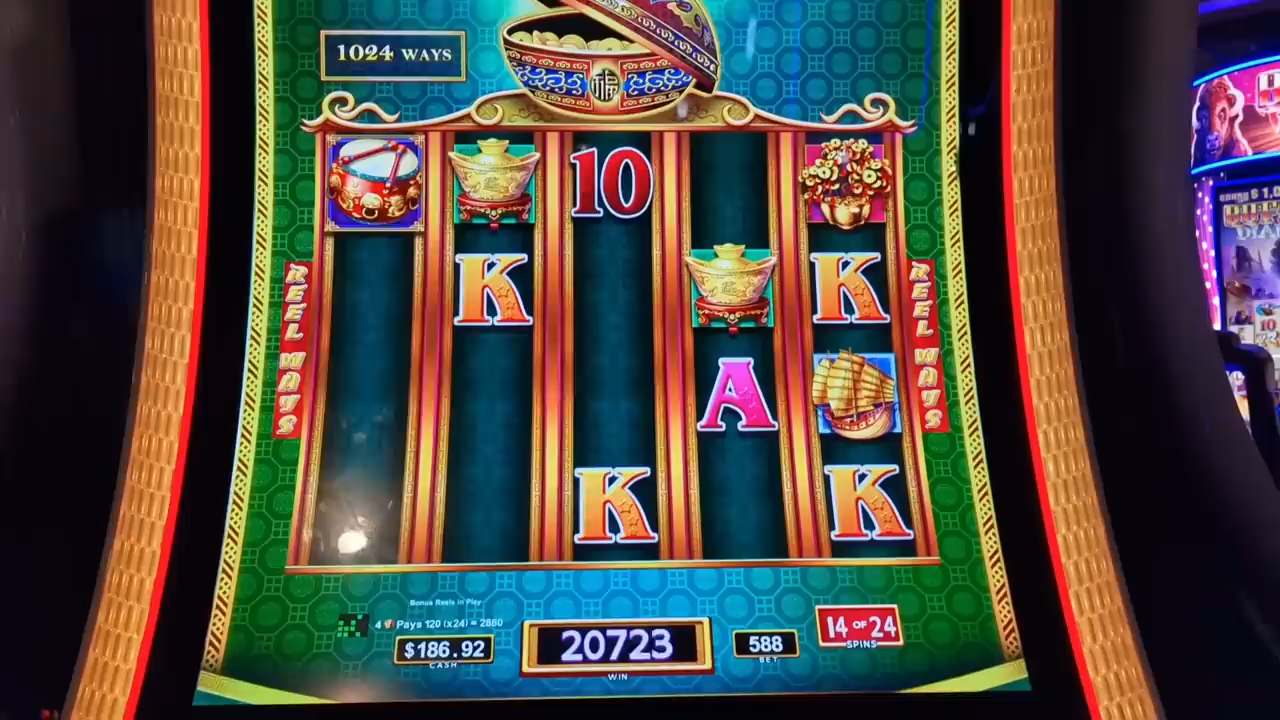 1024 WAYS
福
10
K
K
A
K
K
REEL WAYS
REEL WAYS
Bonus Reels in Play
4 Pays 120 (x24) = 2880
$186.92
CASH
20723
WIN
588
BET
14 OF 24
SPINS